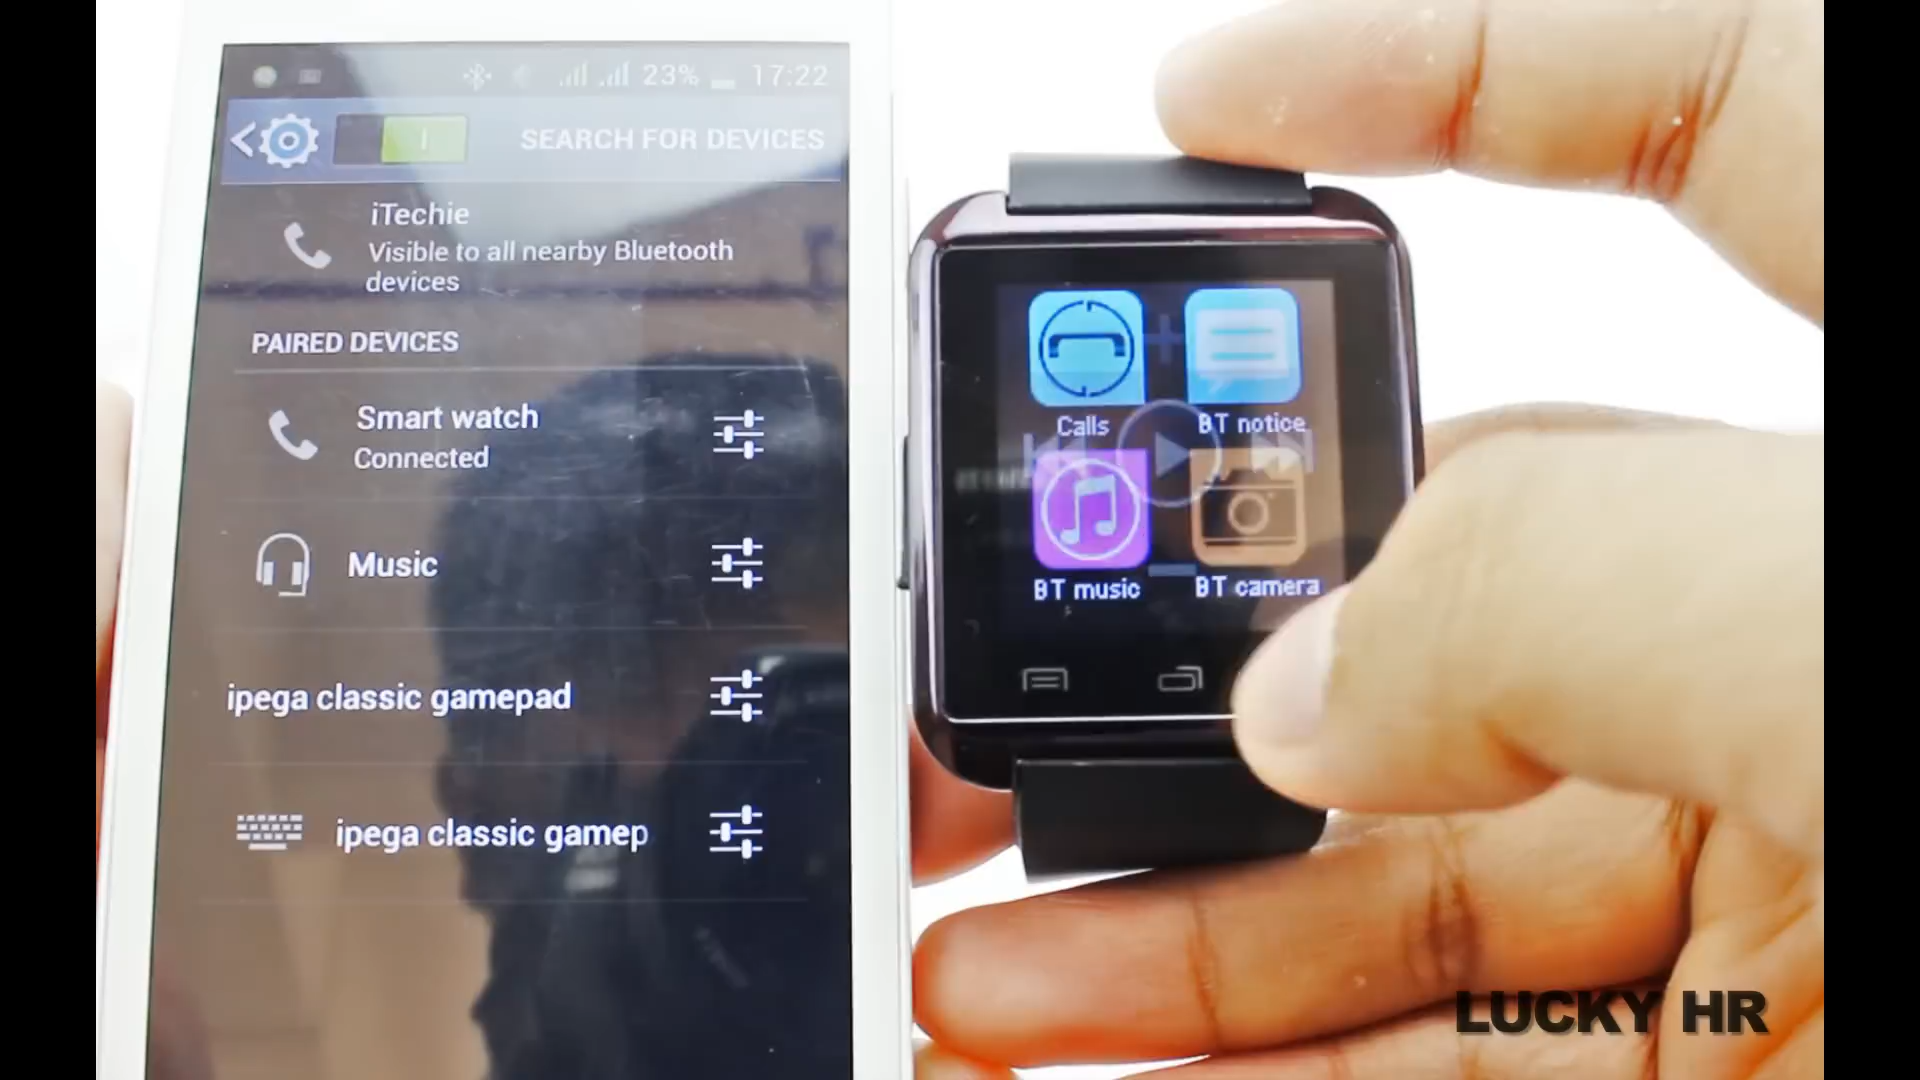 23% 17:22
SEARCH FOR DEVICES
iTechie
Visible to all nearby Bluetooth
devices
PAIRED DEVICES
Smart watch
Connected
Music
ipega classic gamepad
ipega classic gamep
Calls
BT notice
BT music
BT camera
LUCKY HR